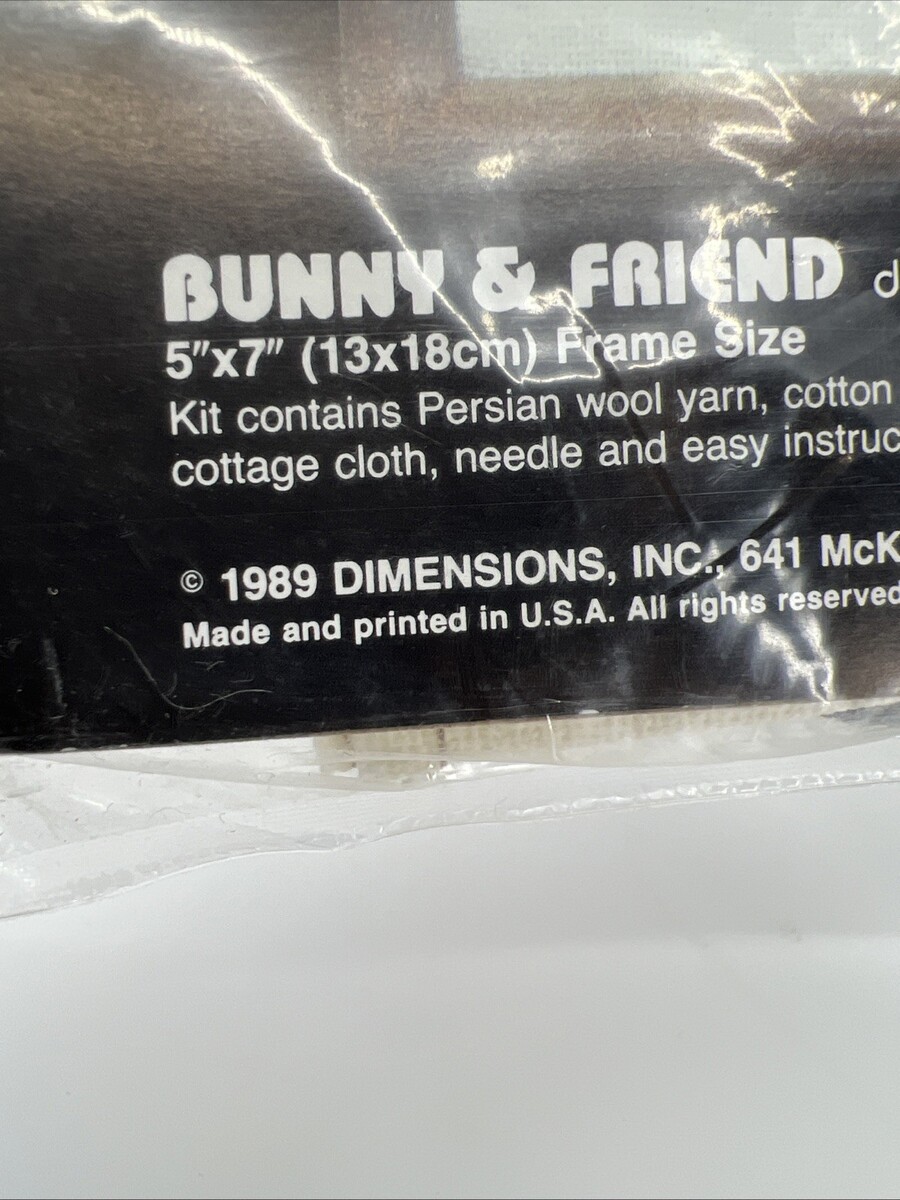 BUNNY & FRIEND
5"x7" (13x18cm) Frame Size
Kit contains Persian wool yarn, cotton
cottage cloth, needle and easy
© 1989 DIMENSIONS, INC., 641
Made and printed in U.S.A. All rights reserved